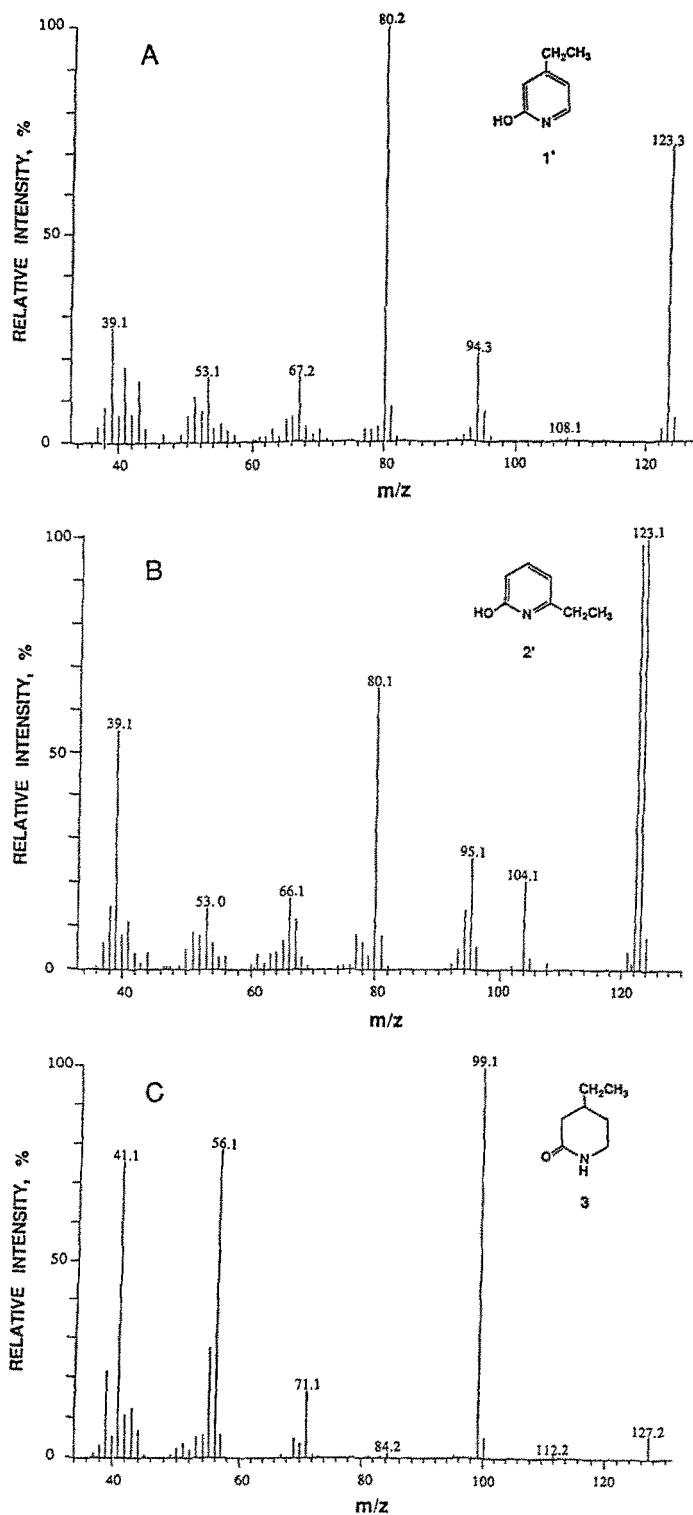 100
A
80.2
CH2CH3
HO
N
1'
123.3
RELATIVE INTENSITY, %
50
39.1
53.1
67.2
94.3
108.1
0
40
60
80
100
120
m/z
100
B
123.1
HO
N
CH2CH3
2'
80.1
RELATIVE INTENSITY, %
39.1
50
53.0
66.1
95.1
104.1
0
40
60
80
100
120
m/z
100
C
99.1
CH2CH3
O
N
H
3
41.1
56.1
RELATIVE INTENSITY, %
50
71.1
84.2
112.2
127.2
0
40
60
80
100
120
m/z